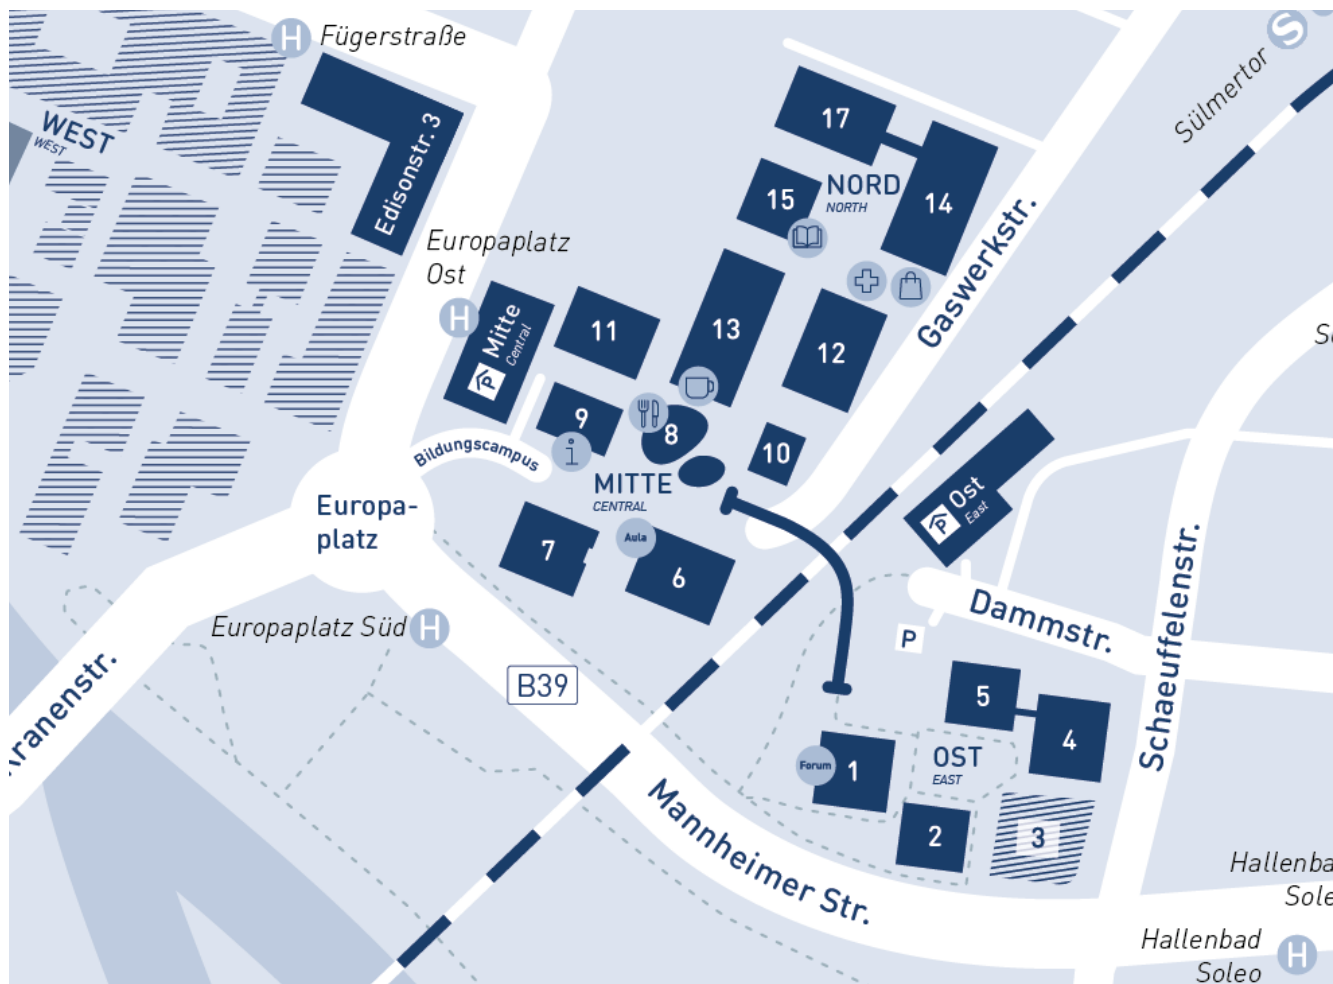 H Fügerstraße
S
Sülmertor
WEST
WEST
Edisonstr. 3
17
NORD
NORTH
15
14
Europaplatz
Ost
H
Mitte
Central
P
11
13
12
Gaswerkstr.
9
8
10
i
Bildungscampus
MITTE
CENTRAL
Europa-
platz
7
Aula
6
Ost
East
P
Dammstr.
P
Schaeuffelenstr.
Europaplatz Süd H
B39
5
4
Forum
1
OST
EAST
2
3
Mannheimer Str.
Hallenbad
Soleo
H